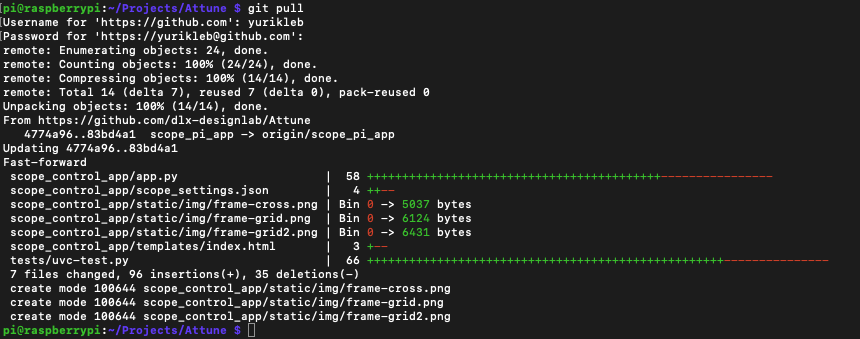 pi@raspberrypi:~/Projects/Attune $ git pull
Username for 'https://github.com': yurikleb
Password for 'https://yurikleb@github.com':
remote: Enumerating objects: 24, done.
remote: Counting objects: 100% (24/24), done.
remote: Compressing objects: 100% (14/14), done.
remote: Total 14 (delta 7), reused 7 (delta 0), pack-reused 0
Unpacking objects: 100% (14/14), done.
From https://github.com/dlx-designlab/Attune
   4774a96..83bd4a1  scope_pi_app -> origin/scope_pi_app
Updating 4774a96..83bd4a1
Fast-forward
 scope_control_app/app.py                     |  58 ++++++++++++++++++++++++++++++++++++++++++----------------
 scope_control_app/scope_settings.json        |   4 ++--
 scope_control_app/static/img/frame-cross.png | Bin 0 -> 5037 bytes
 scope_control_app/static/img/frame-grid.png  | Bin 0 -> 6124 bytes
 scope_control_app/static/img/frame-grid2.png | Bin 0 -> 6431 bytes
 scope_control_app/templates/index.html       |   3 +--
 tests/uvc-test.py                            |  66 +++++++++++++++++++++++++++++++++++++++++++++++++++---------------
 7 files changed, 96 insertions(+), 35 deletions(-)
 create mode 100644 scope_control_app/static/img/frame-cross.png
 create mode 100644 scope_control_app/static/img/frame-grid.png
 create mode 100644 scope_control_app/static/img/frame-grid2.png
pi@raspberrypi:~/Projects/Attune $